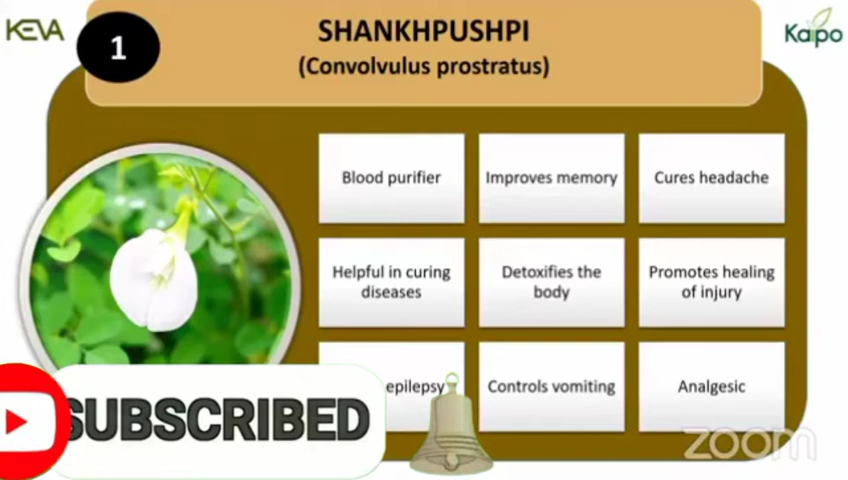 KEVA
1
SHANKHPUSHPI
(Convolvulus prostratus)
Kaipo
Blood purifier
Improves memory
Cures headache
Helpful in curing
diseases
Detoxifies the
body
Promotes healing
of injury
epilepsy
Controls vomiting
Analgesic
SUBSCRIBED
zoom